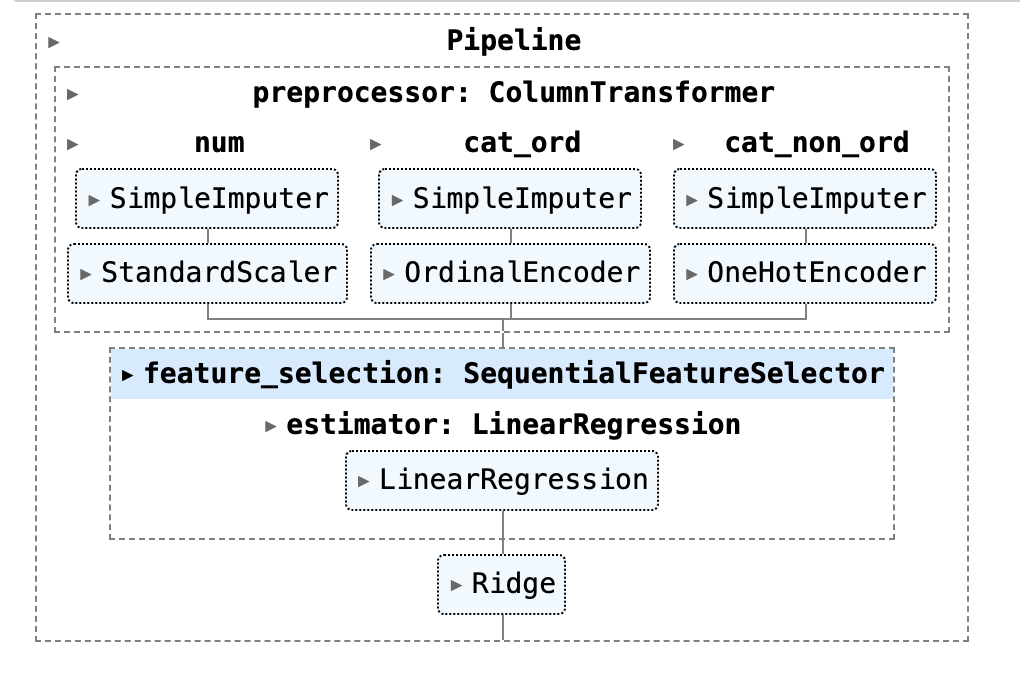 Pipeline
preprocessor: ColumnTransformer
num cat_ord cat_non_ord
SimpleImputer SimpleImputer SimpleImputer
StandardScaler OrdinalEncoder OneHotEncoder
feature_selection: SequentialFeatureSelector
estimator: LinearRegression
LinearRegression
Ridge